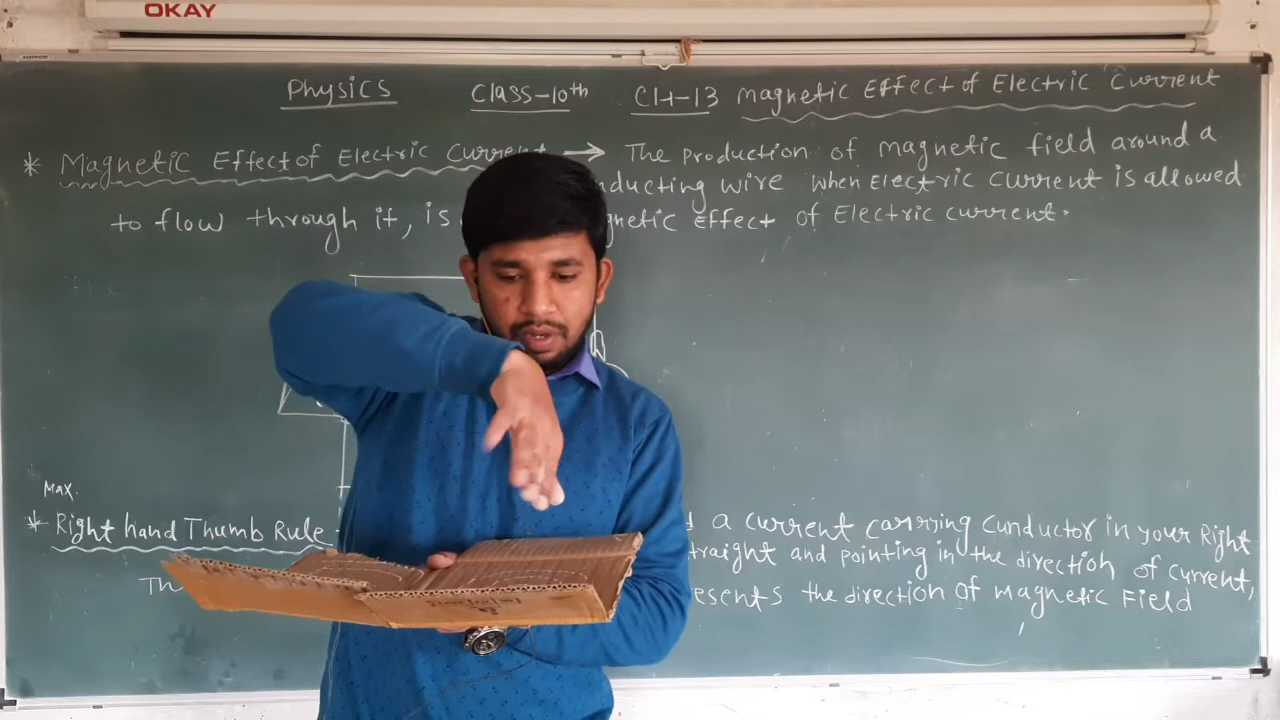 OKAY
Physics Class-10th CH-13 Magnetic Effect of Electric Current
* Magnetic Effect of Electric Current → The production of magnetic field around a
nducting wire when Electric current is allowed
to flow through it, is gnetic effect of Electric current.
MAX.
* Right hand Thumb Rule - d a current carrying cunductor in your Right
Th traight and pointing in the direction of current,
esents the direction of magnetic Field